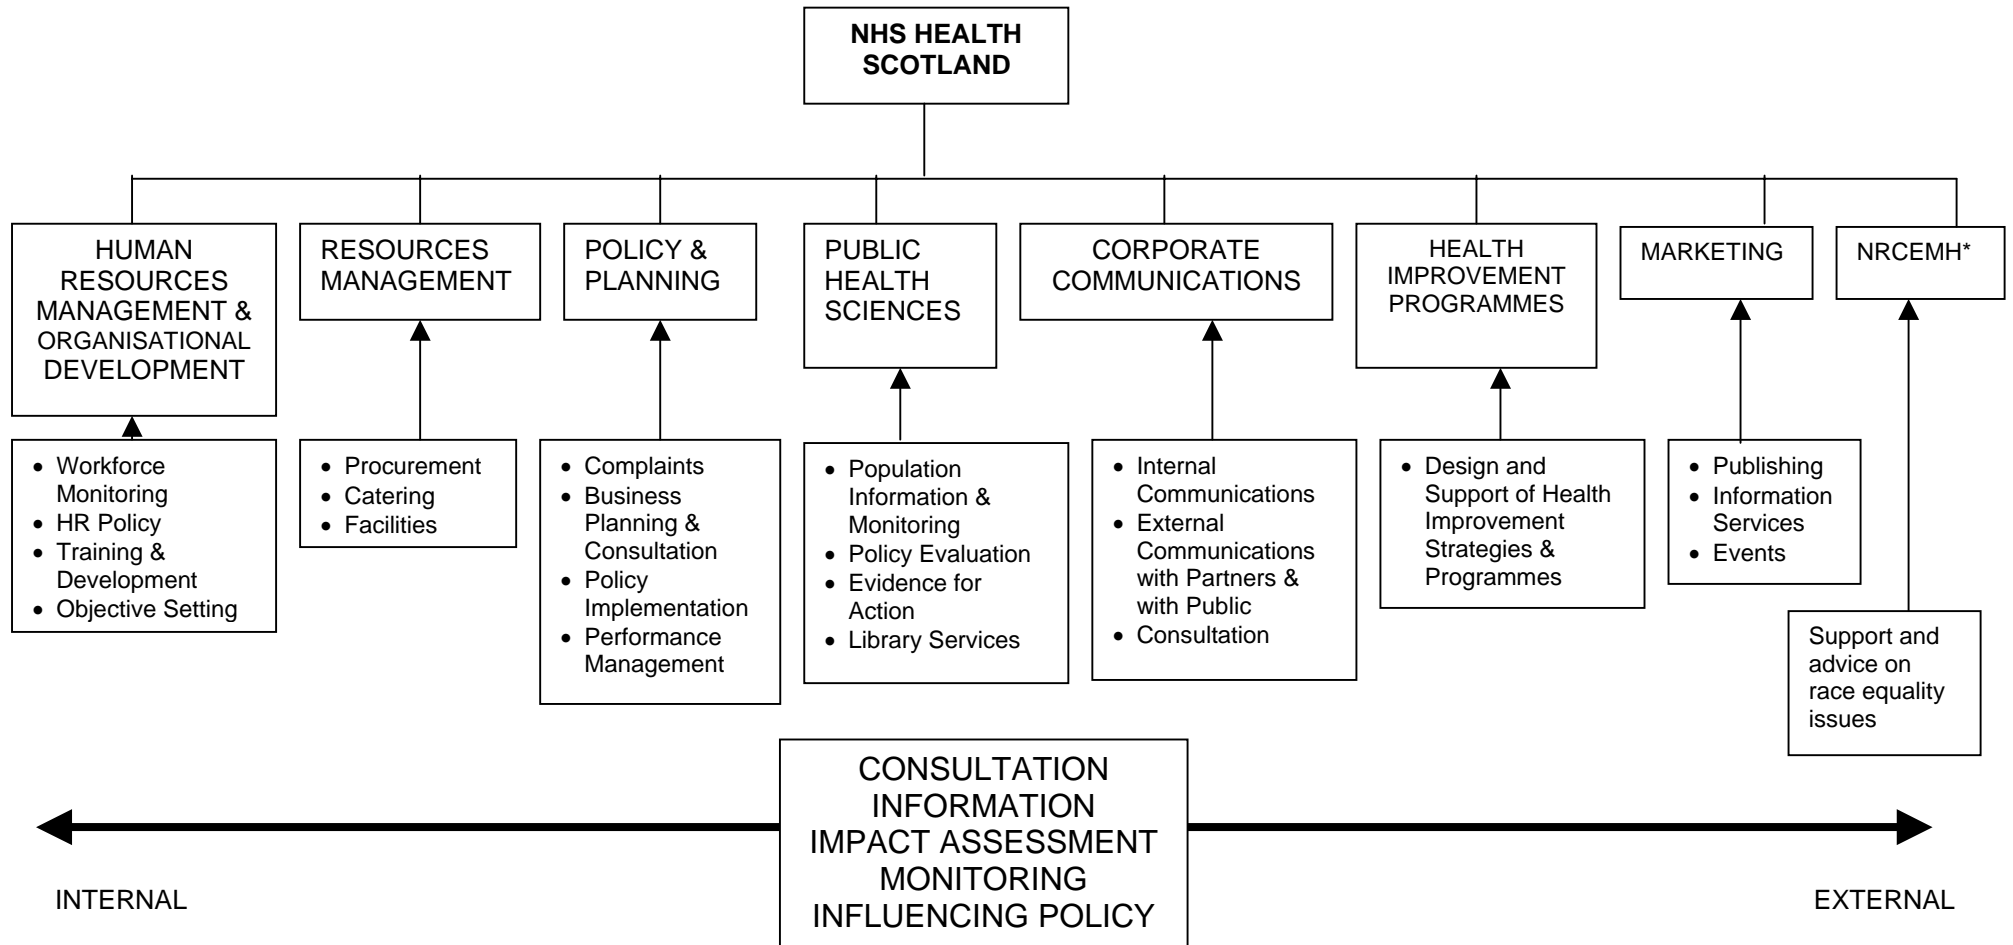 NHS HEALTH
SCOTLAND
HUMAN
RESOURCES
MANAGEMENT &
ORGANISATIONAL
DEVELOPMENT
RESOURCES
MANAGEMENT
POLICY &
PLANNING
PUBLIC
HEALTH
SCIENCES
CORPORATE
COMMUNICATIONS
HEALTH
IMPROVEMENT
PROGRAMMES
MARKETING
NRCEMH*
• Workforce
Monitoring
• HR Policy
• Training &
Development
• Objective Setting
• Procurement
• Catering
• Facilities
• Complaints
• Business
Planning &
Consultation
• Policy
Implementation
• Performance
Management
• Population
Information &
Monitoring
• Policy Evaluation
• Evidence for
Action
• Library Services
• Internal
Communications
• External
Communications
with Partners &
with Public
• Consultation
• Design and
Support of Health
Improvement
Strategies &
Programmes
• Publishing
• Information
Services
• Events
Support and
advice on
race equality
issues
CONSULTATION
INFORMATION
IMPACT ASSESSMENT
MONITORING
INFLUENCING POLICY
INTERNAL
EXTERNAL